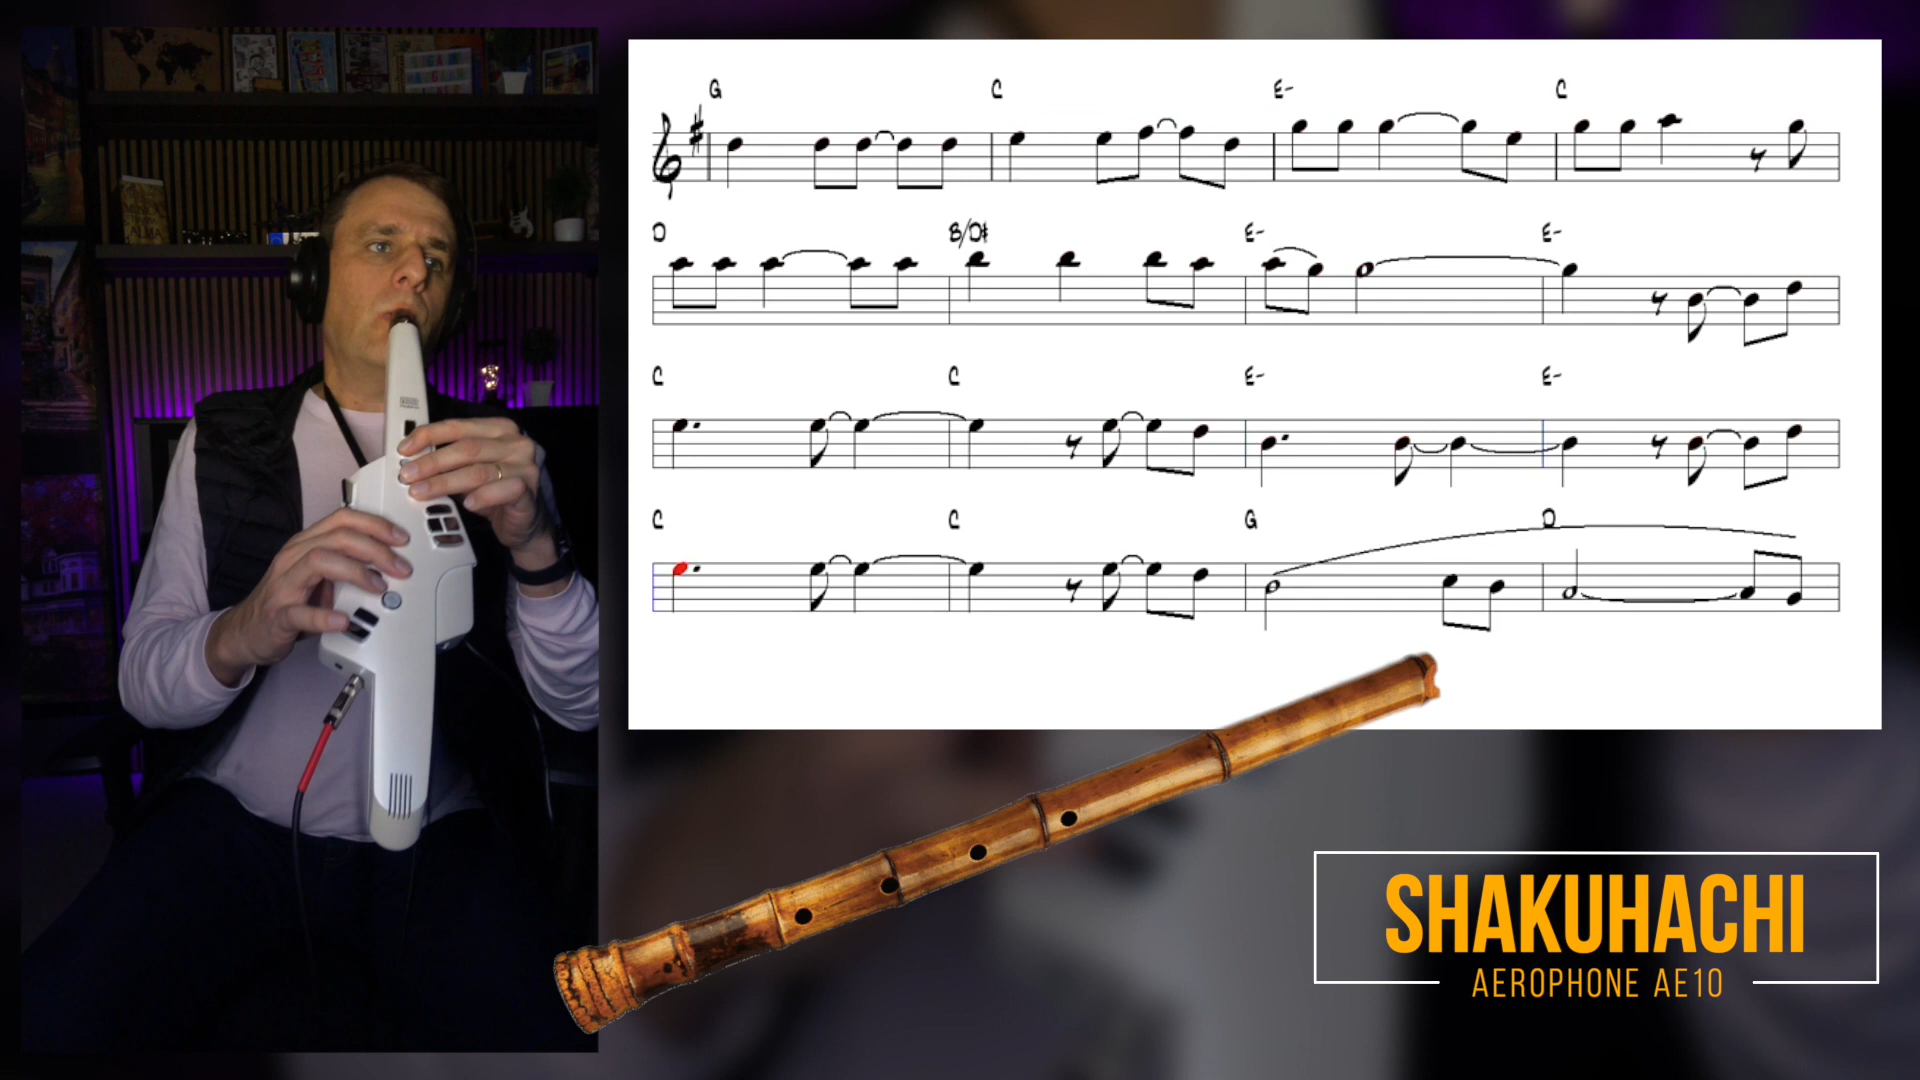 G C E- C
D B/D# E- E-
C C E- E-
C C G D
SHAKUHACHI
AEROPHONE AE10